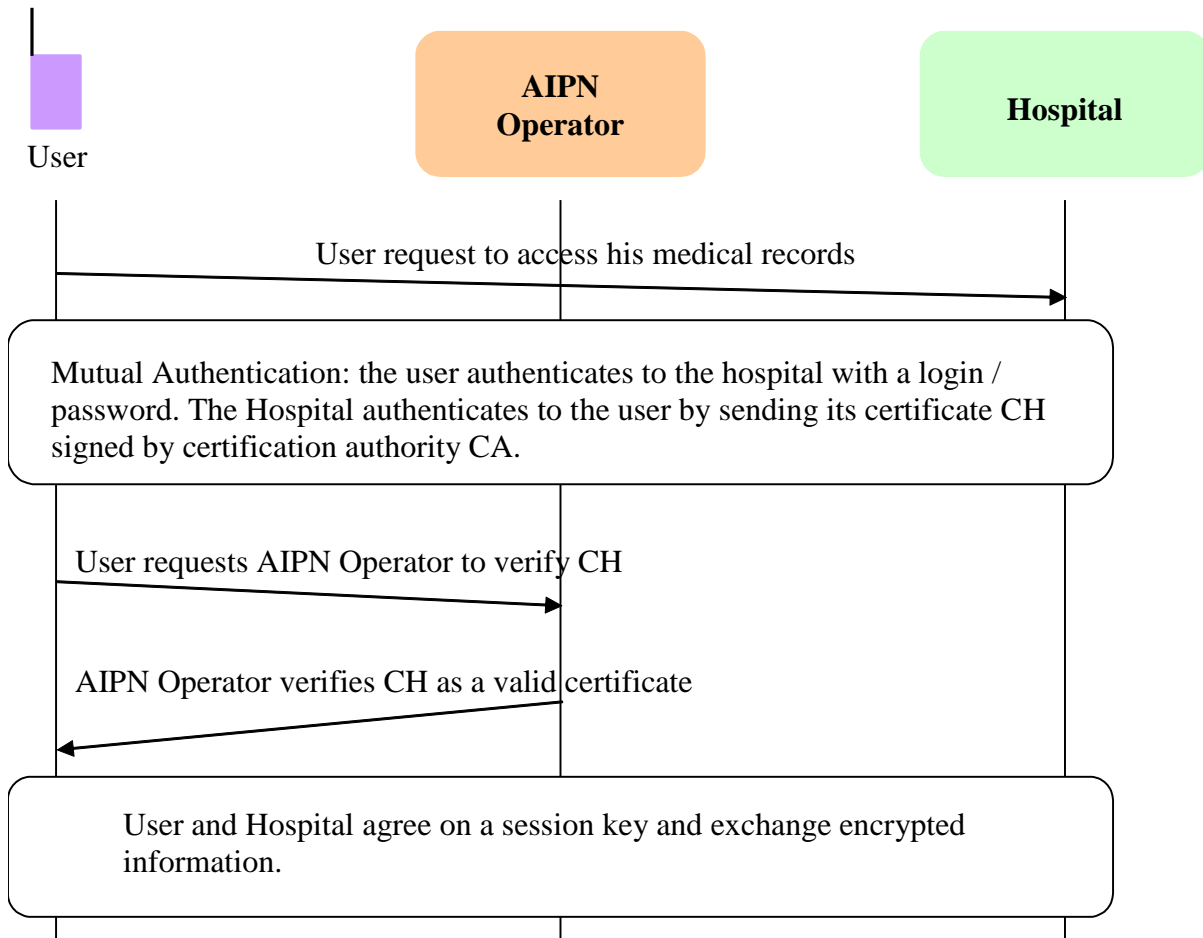 AIPN
Operator
Hospital
User
User request to access his medical records
Mutual Authentication: the user authenticates to the hospital with a login /
password. The Hospital authenticates to the user by sending its certificate CH
signed by certification authority CA.
User requests AIPN Operator to verify CH
AIPN Operator verifies CH as a valid certificate
User and Hospital agree on a session key and exchange encrypted
information.